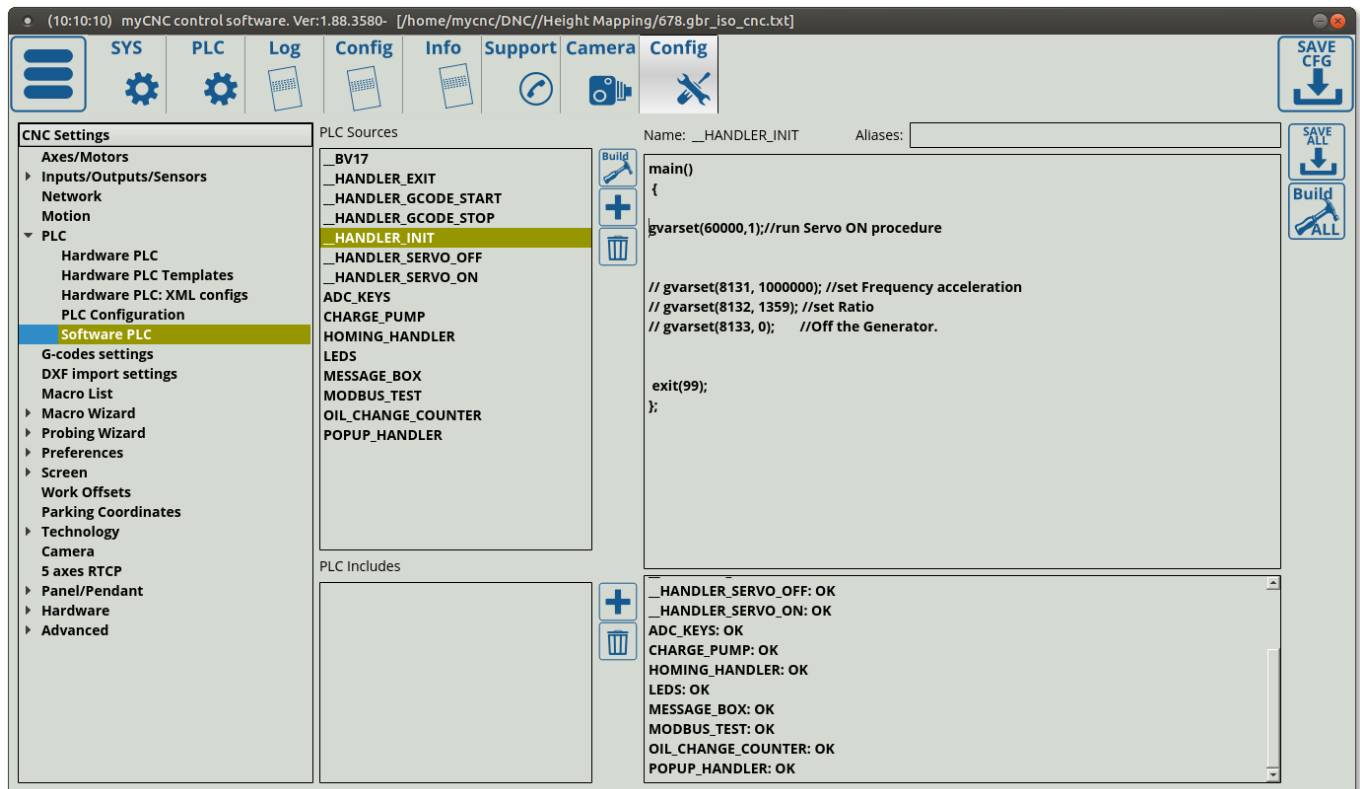 (10:10:10) myCNC control software. Ver:1.88.3580- [/home/mycnc/DNC//Height Mapping/678.gbr_iso_cnc.txt]
SYS PLC Log Config Info Support Camera Config
SAVE CFG
CNC Settings
Axes/Motors
Inputs/Outputs/Sensors
Network
Motion
PLC
Hardware PLC
Hardware PLC Templates
Hardware PLC: XML configs
PLC Configuration
Software PLC
G-codes settings
DXF import settings
Macro List
Macro Wizard
Probing Wizard
Preferences
Screen
Work Offsets
Parking Coordinates
Technology
Camera
5 axes RTCP
Panel/Pendant
Hardware
Advanced
PLC Sources
__BV17
__HANDLER_EXIT
__HANDLER_GCODE_START
__HANDLER_GCODE_STOP
__HANDLER_INIT
__HANDLER_SERVO_OFF
__HANDLER_SERVO_ON
ADC_KEYS
CHARGE_PUMP
HOMING_HANDLER
LEDS
MESSAGE_BOX
MODBUS_TEST
OIL_CHANGE_COUNTER
POPUP_HANDLER
Build
PLC Includes
Name: __HANDLER_INIT Aliases:
main()
{
gvarset(60000,1);//run Servo ON procedure
// gvarset(8131, 1000000); //set Frequency acceleration
// gvarset(8132, 1359); //set Ratio
// gvarset(8133, 0); //Off the Generator.
exit(99);
};
__HANDLER_SERVO_OFF: OK
__HANDLER_SERVO_ON: OK
ADC_KEYS: OK
CHARGE_PUMP: OK
HOMING_HANDLER: OK
LEDS: OK
MESSAGE_BOX: OK
MODBUS_TEST: OK
OIL_CHANGE_COUNTER: OK
POPUP_HANDLER: OK
SAVE
ALL
Build
ALL